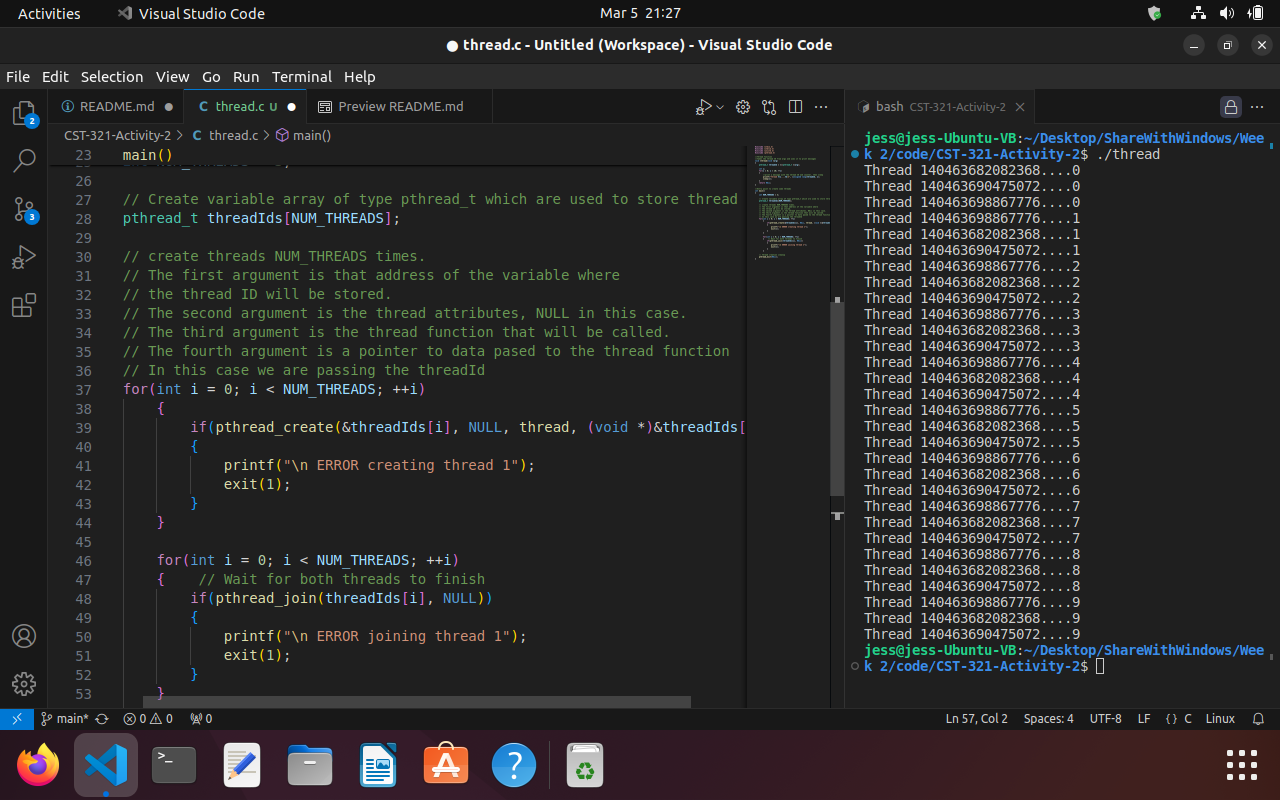 Activities Visual Studio Code Mar 5 21:27
● thread.c - Untitled (Workspace) - Visual Studio Code
File Edit Selection View Go Run Terminal Help
README.md ● C thread.c U ● Preview README.md
CST-321-Activity-2 > C thread.c > main()
23 main()
26
27 // Create variable array of type pthread_t which are used to store thread
28 pthread_t threadIds[NUM_THREADS];
29
30 // create threads NUM_THREADS times.
31 // The first argument is that address of the variable where
32 // the thread ID will be stored.
33 // The second argument is the thread attributes, NULL in this case.
34 // The third argument is the thread function that will be called.
35 // The fourth argument is a pointer to data pased to the thread function
36 // In this case we are passing the threadId
37 for(int i = 0; i < NUM_THREADS; ++i)
38 {
39 if(pthread_create(&threadIds[i], NULL, thread, (void *)&threadIds[
40 {
41 printf("\n ERROR creating thread 1");
42 exit(1);
43 }
44 }
45
46 for(int i = 0; i < NUM_THREADS; ++i)
47 { // Wait for both threads to finish
48 if(pthread_join(threadIds[i], NULL))
49 {
50 printf("\n ERROR joining thread 1");
51 exit(1);
52 }
53 }
bash CST-321-Activity-2
jess@jess-Ubuntu-VB:~/Desktop/ShareWithWindows/Wee
k 2/code/CST-321-Activity-2$ ./thread
Thread 140463682082368....0
Thread 140463690475072....0
Thread 140463698867776....0
Thread 140463698867776....1
Thread 140463682082368....1
Thread 140463690475072....1
Thread 140463698867776....2
Thread 140463682082368....2
Thread 140463690475072....2
Thread 140463698867776....3
Thread 140463682082368....3
Thread 140463690475072....3
Thread 140463698867776....4
Thread 140463682082368....4
Thread 140463690475072....4
Thread 140463698867776....5
Thread 140463682082368....5
Thread 140463690475072....5
Thread 140463698867776....6
Thread 140463682082368....6
Thread 140463690475072....6
Thread 140463698867776....7
Thread 140463682082368....7
Thread 140463690475072....7
Thread 140463698867776....8
Thread 140463682082368....8
Thread 140463690475072....8
Thread 140463698867776....9
Thread 140463682082368....9
Thread 140463690475072....9
jess@jess-Ubuntu-VB:~/Desktop/ShareWithWindows/Wee
k 2/code/CST-321-Activity-2$
2
3
main* 0 0 0 Ln 57, Col 2 Spaces: 4 UTF-8 LF {} C Linux